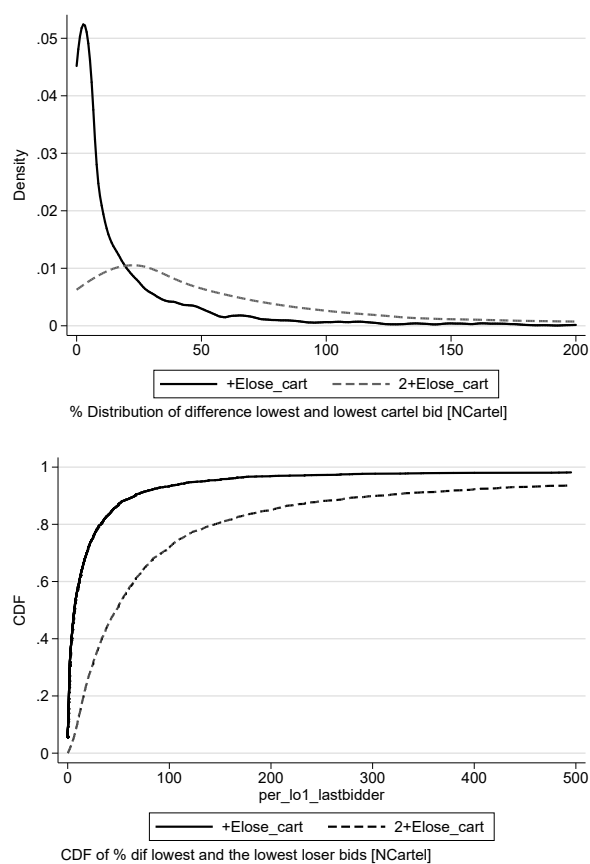 .05
.04
.03
.02
.01
0
Density
0 50 100 150 200
+Elose_cart 2+Elose_cart
% Distribution of difference lowest and lowest cartel bid [NCartel]
1
.8
.6
.4
.2
0
CDF
0 100 200 300 400 500
per_lo1_lastbidder
+Elose_cart 2+Elose_cart
CDF of % dif lowest and the lowest loser bids [NCartel]